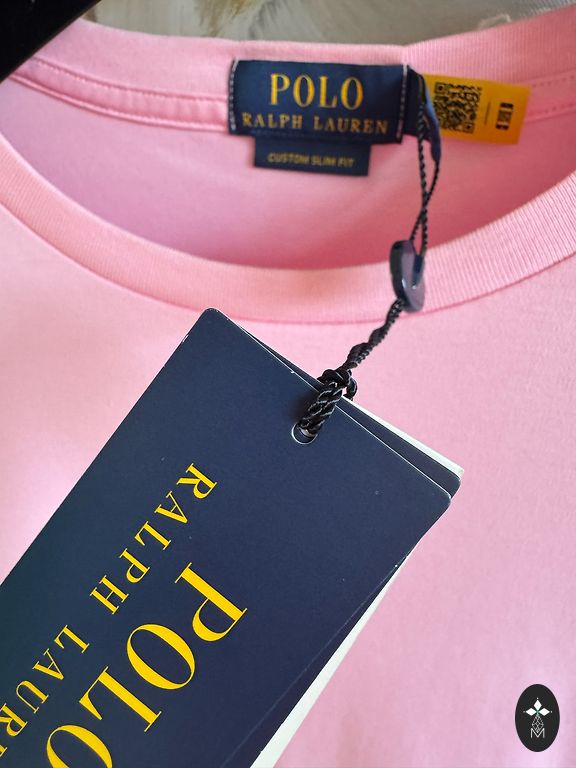 POLO
RALPH LAUREN
CUSTOM SLIM FIT
POLO
RALPH LAUR
M